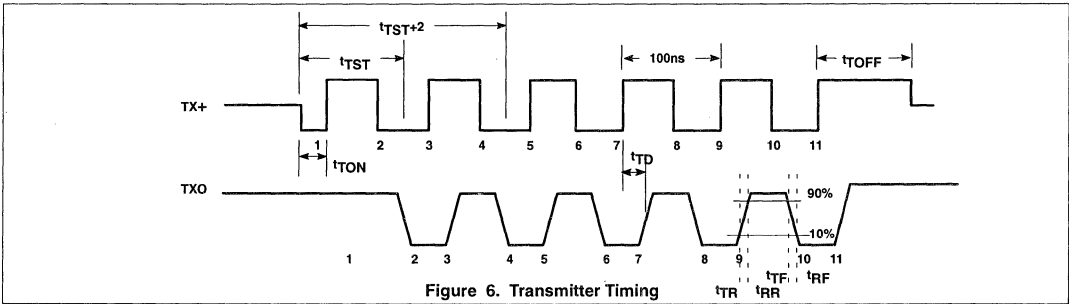 tTST+2
tTST
100ns
tTOFF
TX+
1 2 3 4 5 6 7 8 9 10 11
tTON
tTD
TXO
90%
10%
1 2 3 4 5 6 7 8 9 10 11
tTR tRR tTF tRF
Figure 6. Transmitter Timing